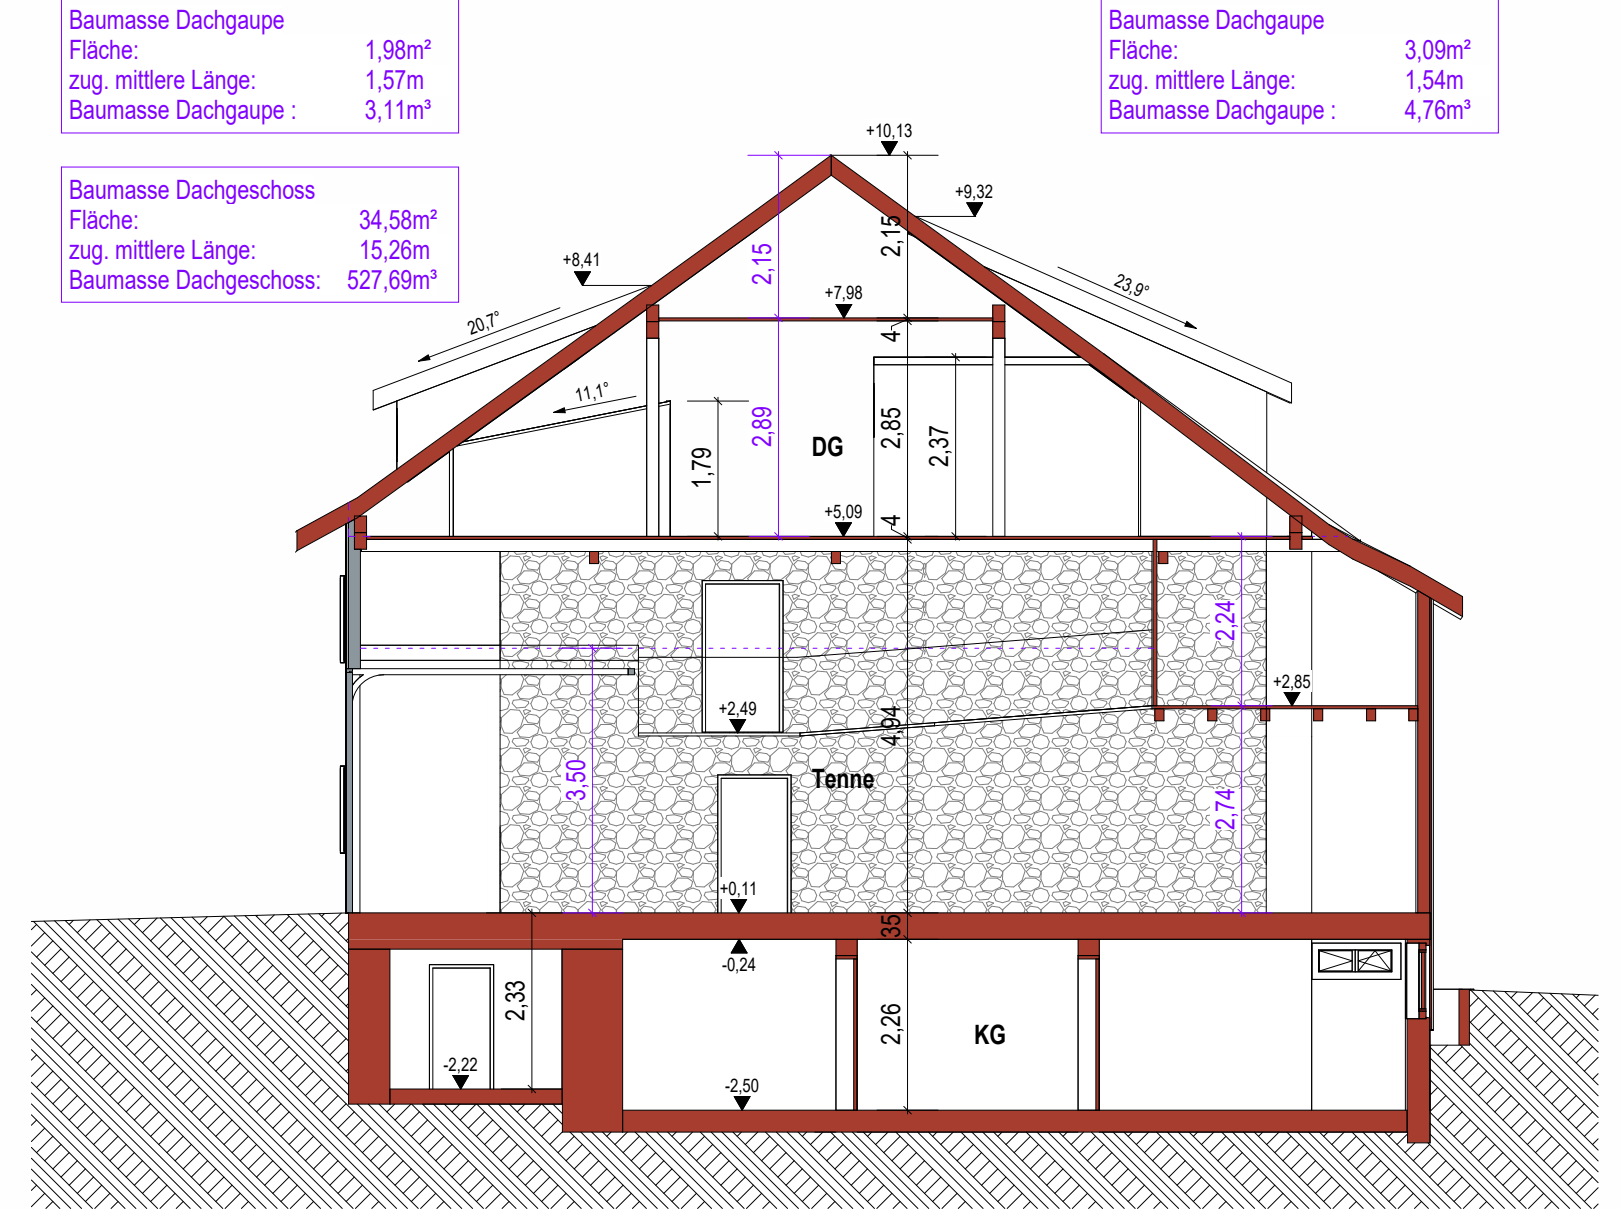 Baumasse Dachgaupe
Fläche: 1,98m²
zug. mittlere Länge: 1,57m
Baumasse Dachgaupe : 3,11m³
Baumasse Dachgaupe
Fläche: 3,09m²
zug. mittlere Länge: 1,54m
Baumasse Dachgaupe : 4,76m³
Baumasse Dachgeschoss
Fläche: 34,58m²
zug. mittlere Länge: 15,26m
Baumasse Dachgeschoss: 527,69m³
+10,13
+9,32
2,15
2,15
+8,41
23,9°
+7,98
20,7°
4
11,1°
2,89
2,85
2,37
DG
1,79
+5,09
4
2,24
+2,85
+2,49
4,94
3,50
Tenne
2,74
+0,11
35
-0,24
2,33
2,26
KG
-2,22
-2,50